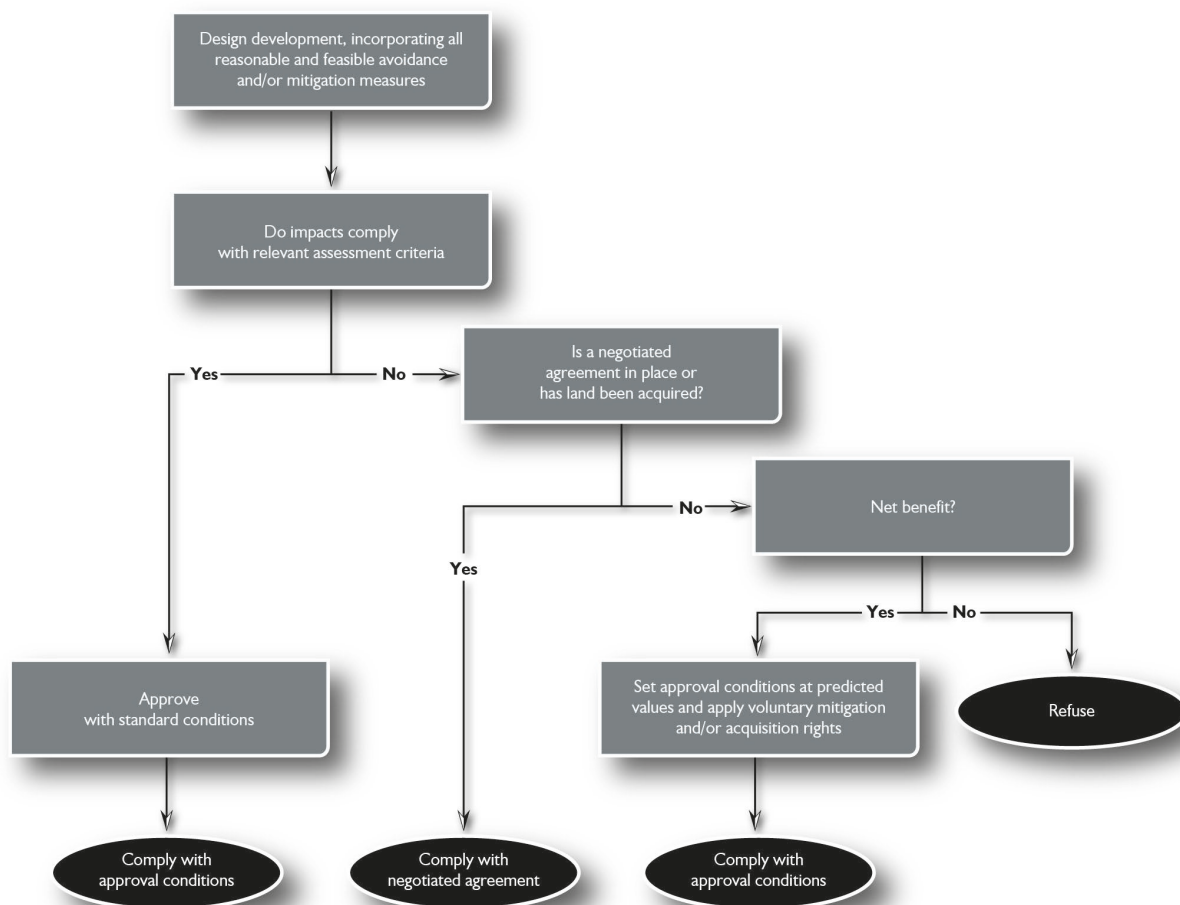 Design development, incorporating all
reasonable and feasible avoidance
and/or mitigation measures
Do impacts comply
with relevant assessment criteria
Yes
No
Is a negotiated
agreement in place or
has land been acquired?
Yes
No
Net benefit?
Yes
No
Approve
with standard conditions
Set approval conditions at predicted
values and apply voluntary mitigation
and/or acquisition rights
Refuse
Comply with
approval conditions
Comply with
negotiated agreement
Comply with
approval conditions